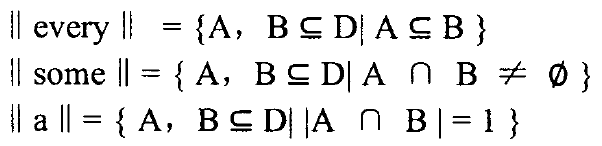 ‖ every ‖ = {A, B ⊆ D| A ⊆ B }
‖ some ‖ = { A, B ⊆ D| A ∩ B ≠ Ø }
‖ a ‖ = { A, B ⊆ D| |A ∩ B | = 1 }